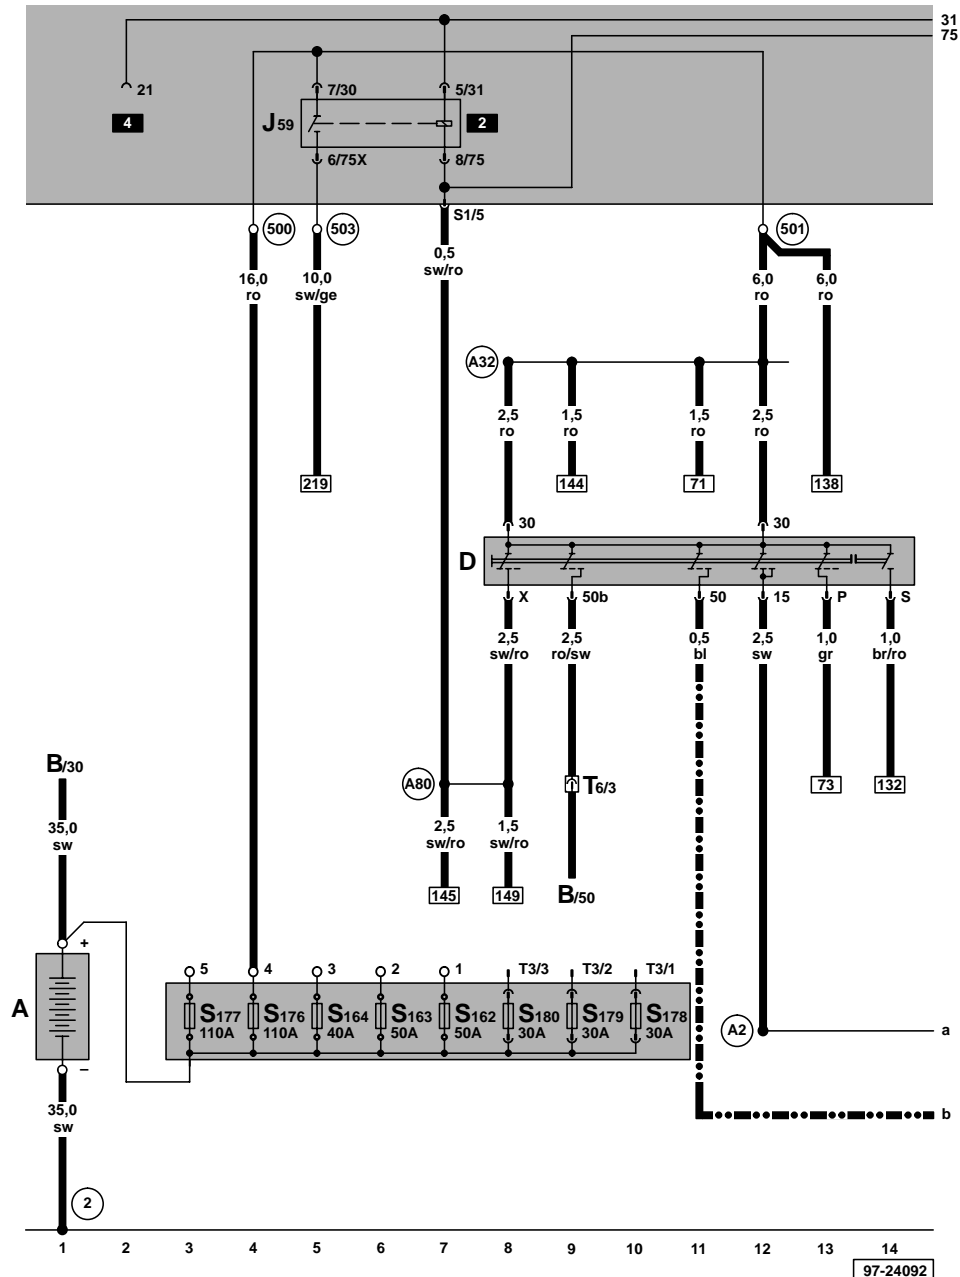 31
75
21
7/30
5/31
4
J59
2
6/75X
8/75
S1/5
500
503
501
16,0
ro
10,0
sw/ge
0,5
sw/ro
6,0
ro
6,0
ro
A32
2,5
ro
1,5
ro
1,5
ro
2,5
ro
219
144
71
138
30
30
D
X
50b
50
15
P
S
2,5
sw/ro
2,5
ro/sw
0,5
bl
2,5
sw
1,0
gr
1,0
br/ro
B/30
A80
T6/3
73
132
35,0
sw
2,5
sw/ro
1,5
sw/ro
145
149
B/50
+
5
4
3
2
1
T3/3
T3/2
T3/1
A
S177
110A
S176
110A
S164
40A
S163
50A
S162
50A
S180
30A
S179
30A
S178
30A
A2
a
–
35,0
sw
b
2
1
2
3
4
5
6
7
8
9
10
11
12
13
14
97-24092